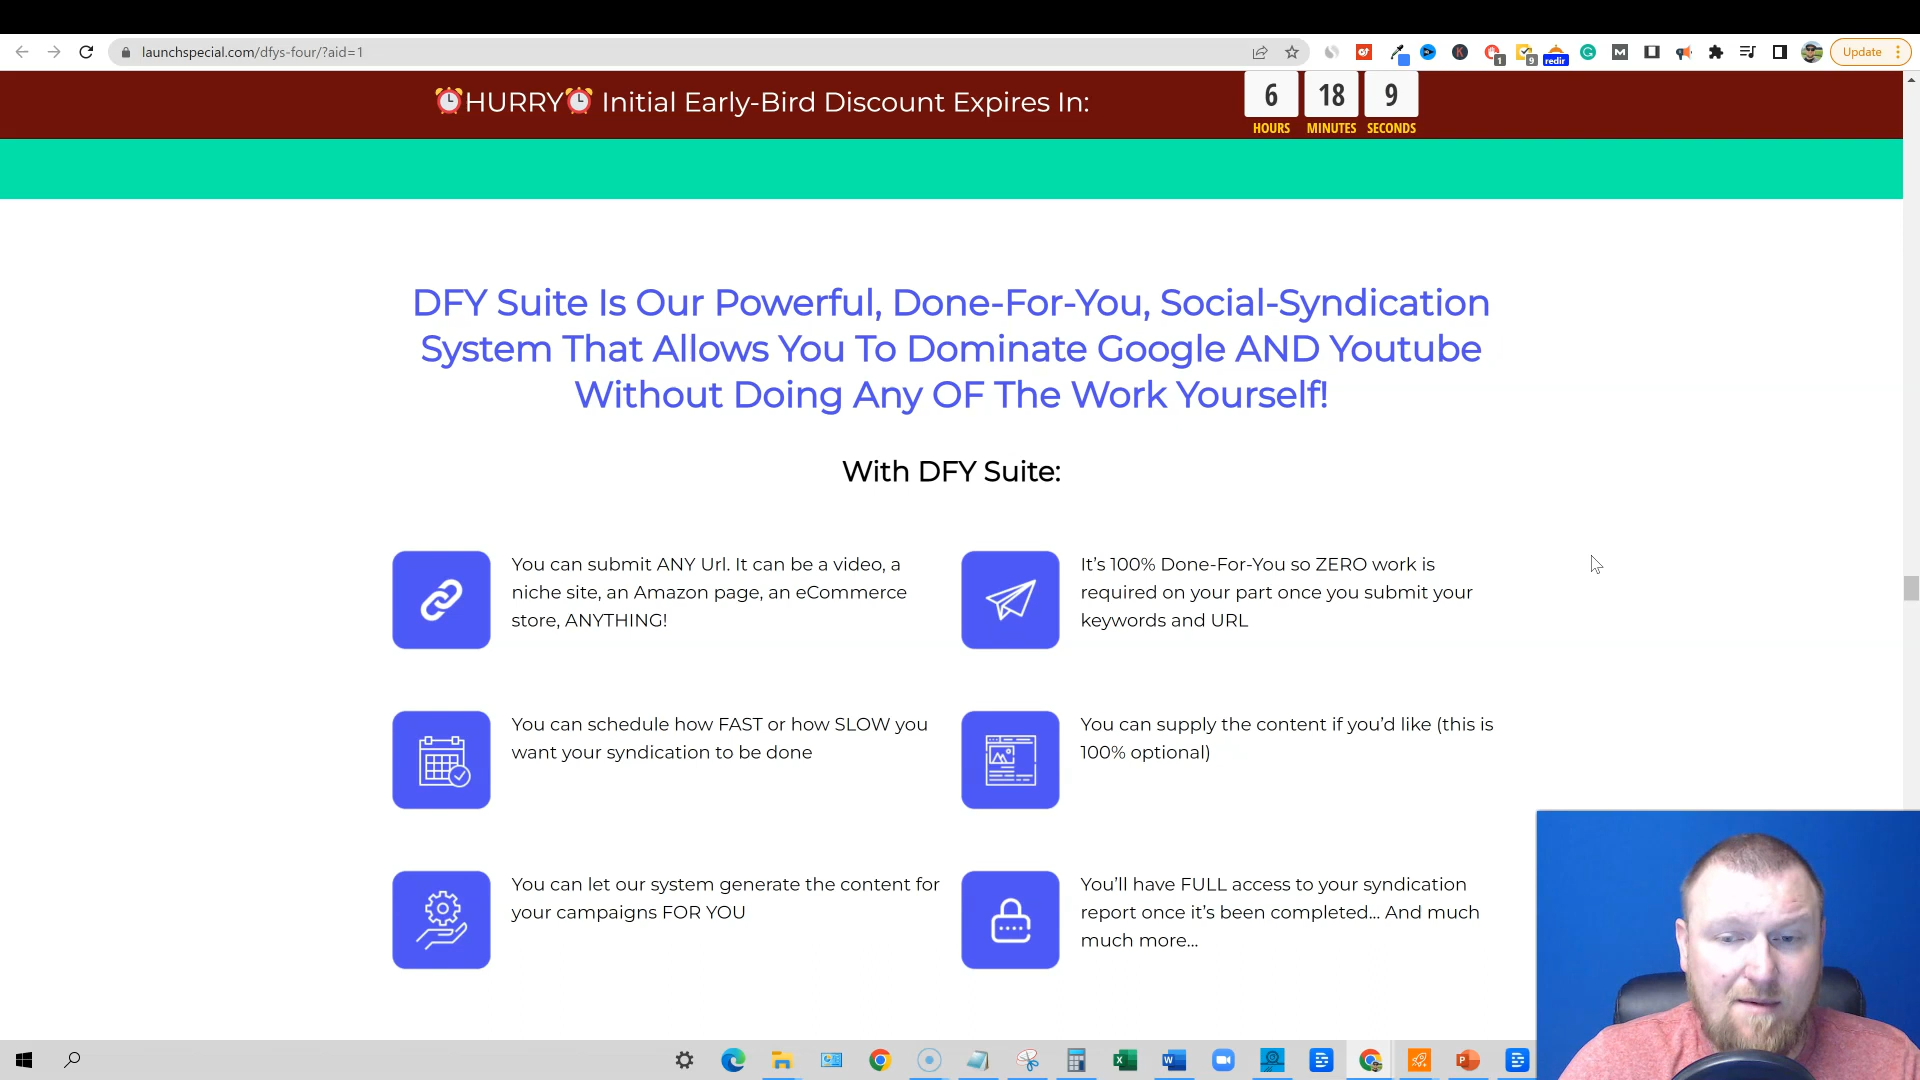 launchspecial.com/dfys-four/?aid=1
Update
1
9
redir
⏰HURRY⏰ Initial Early-Bird Discount Expires In:
6 18 9
HOURS MINUTES SECONDS
DFY Suite Is Our Powerful, Done-For-You, Social-Syndication
System That Allows You To Dominate Google AND Youtube
Without Doing Any OF The Work Yourself!
With DFY Suite:
You can submit ANY Url. It can be a video, a
niche site, an Amazon page, an eCommerce
store, ANYTHING!
It's 100% Done-For-You so ZERO work is
required on your part once you submit your
keywords and URL
You can schedule how FAST or how SLOW you
want your syndication to be done
You can supply the content if you'd like (this is
100% optional)
You can let our system generate the content for
your campaigns FOR YOU
You'll have FULL access to your syndication
report once it's been completed... And much
much more...